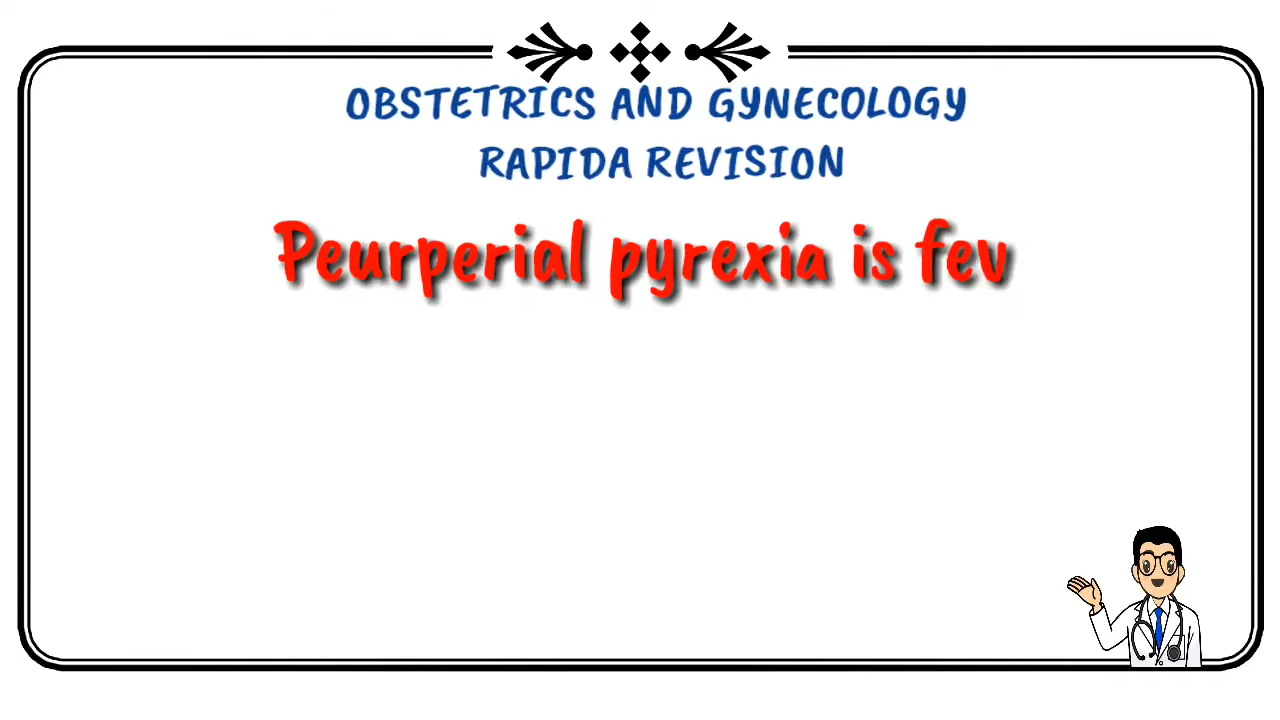 OBSTETRICS AND GYNECOLOGY
RAPIDA REVISION
Peurperial pyrexia is fev